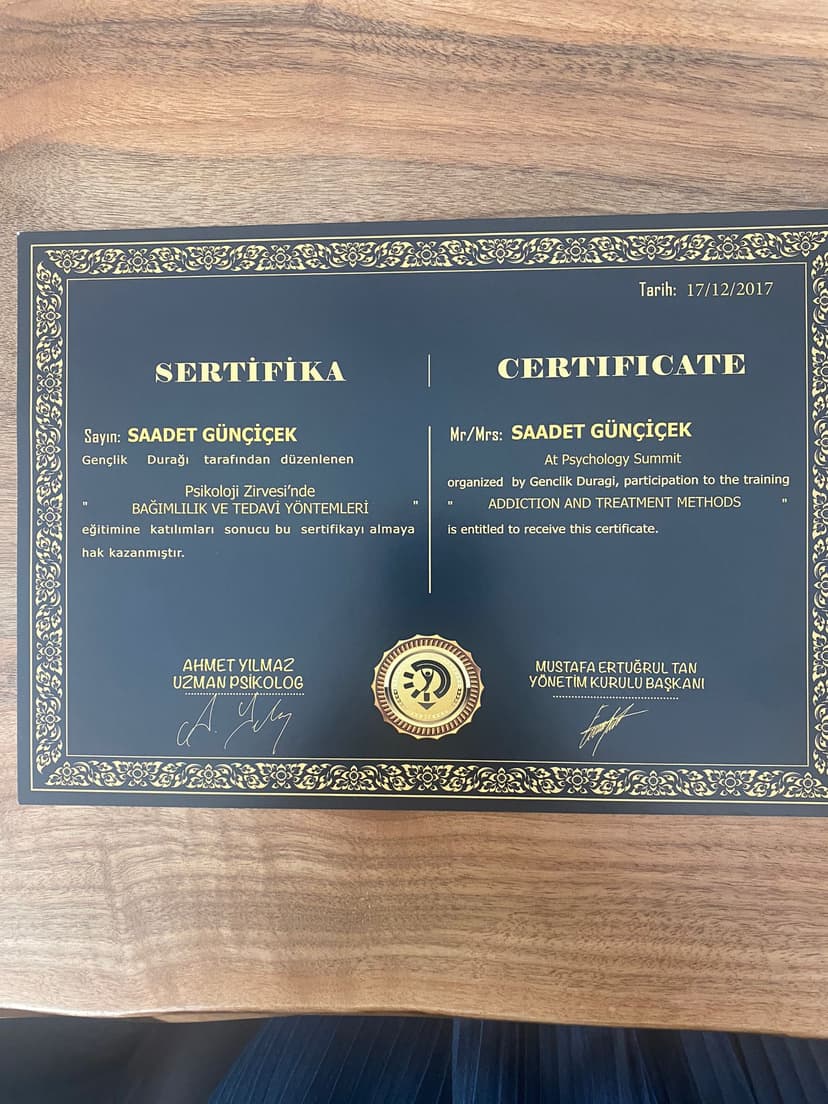 Tarih: 17/12/2017
SERTİFİKA
Sayın: SAADET GÜNÇİÇEK
Gençlik Durağı tarafından düzenlenen
Psikoloji Zirvesi'nde
" BAĞIMLILIK VE TEDAVİ YÖNTEMLERİ "
eğitimine katılımları sonucu bu sertifikayı almaya
hak kazanmıştır.
CERTIFICATE
Mr/Mrs: SAADET GÜNÇİÇEK
At Psychology Summit
organized by Genclik Duragi, participation to the training
" ADDICTION AND TREATMENT METHODS "
is entitled to receive this certificate.
AHMET YILMAZ
UZMAN PSİKOLOG
MUSTAFA ERTUĞRUL TAN
YÖNETİM KURULU BAŞKANI